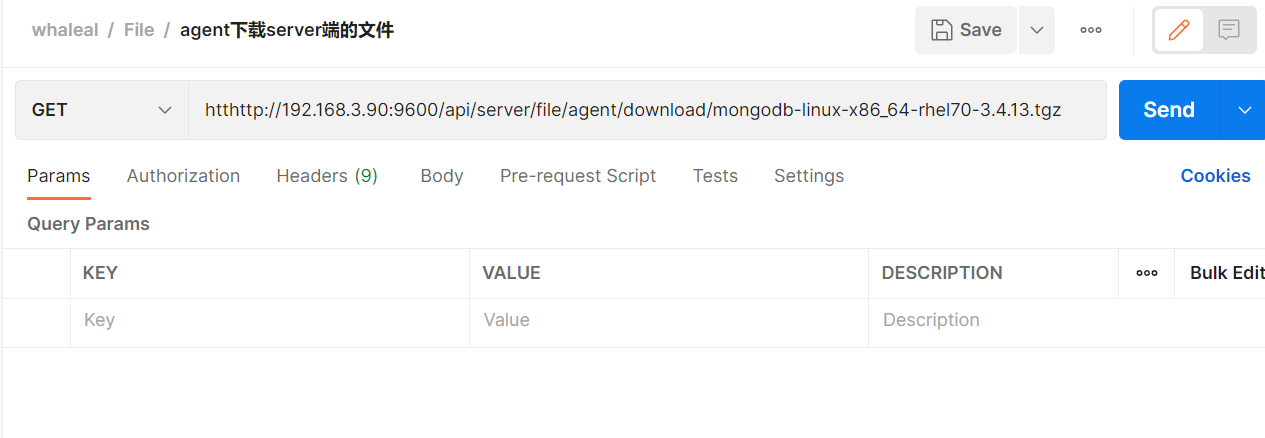 whaleal / File / agent下载server端的文件
Save
GET
htthttp://192.168.3.90:9600/api/server/file/agent/download/mongodb-linux-x86_64-rhel70-3.4.13.tgz
Send
Params Authorization Headers (9) Body Pre-request Script Tests Settings Cookies
Query Params
KEY VALUE DESCRIPTION Bulk Edit
Key Value Description